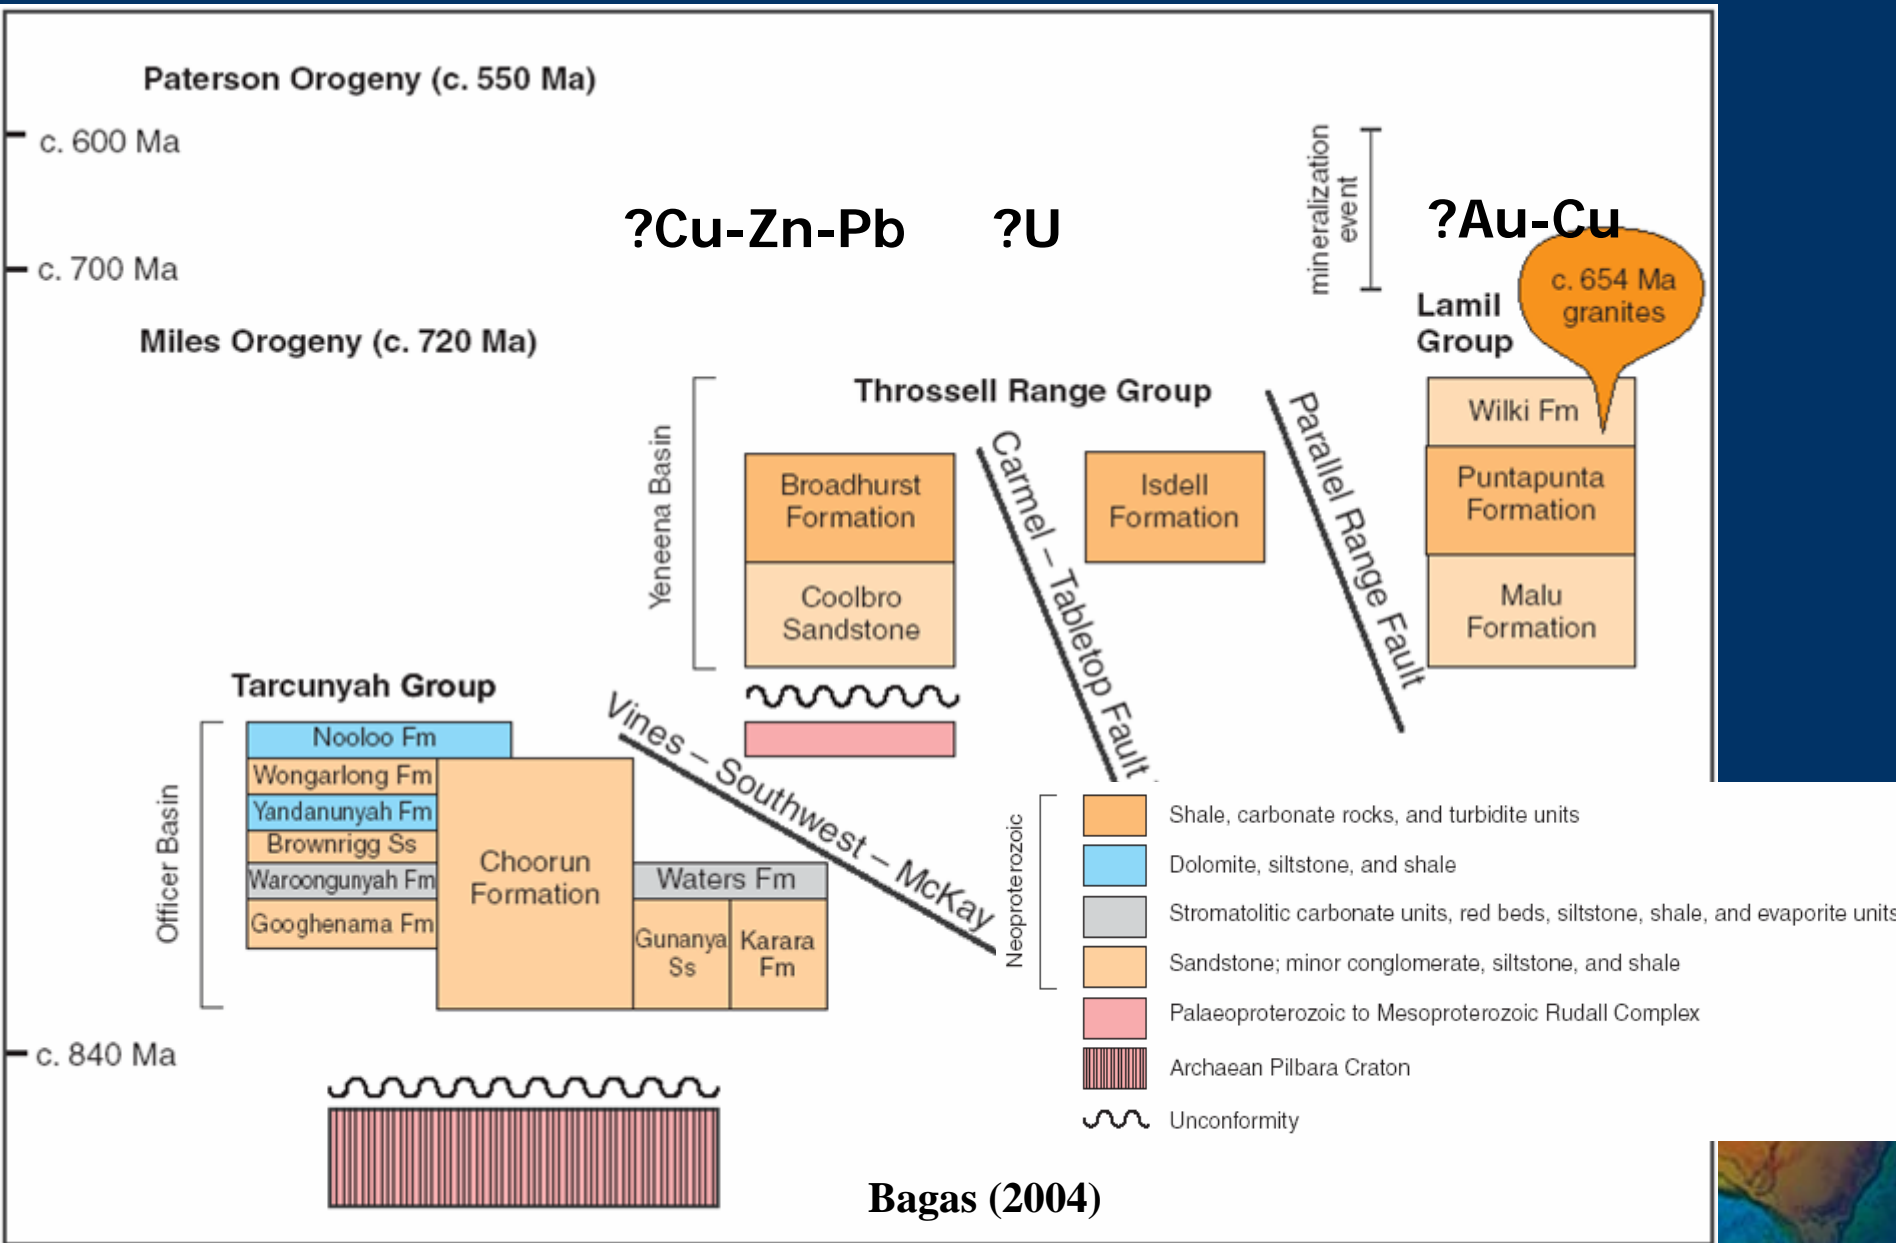 Paterson Orogeny (c. 550 Ma)
c. 600 Ma
mineralization
event
?Cu-Zn-Pb
?U
?Au-Cu
c. 700 Ma
c. 654 Ma
granites
Lamil
Group
Miles Orogeny (c. 720 Ma)
Throssell Range Group
Yeneena Basin
Broadhurst
Formation
Coolbro
Sandstone
Carmel – Tabletop Fault
Isdell
Formation
Parallel Range Fault
Wilki Fm
Puntapunta
Formation
Malu
Formation
Tarcunyah Group
Officer Basin
Nooloo Fm
Wongarlong Fm
Yandanunyah Fm
Brownrigg Ss
Waroongunyah Fm
Googhenama Fm
Choorun
Formation
Waters Fm
Gunanya
Ss
Karara
Fm
Vines – Southwest – McKay
Neoproterozoic
Shale, carbonate rocks, and turbidite units
Dolomite, siltstone, and shale
Stromatolitic carbonate units, red beds, siltstone, shale, and evaporite units
Sandstone; minor conglomerate, siltstone, and shale
Palaeoproterozoic to Mesoproterozoic Rudall Complex
Archaean Pilbara Craton
Unconformity
c. 840 Ma
Bagas (2004)